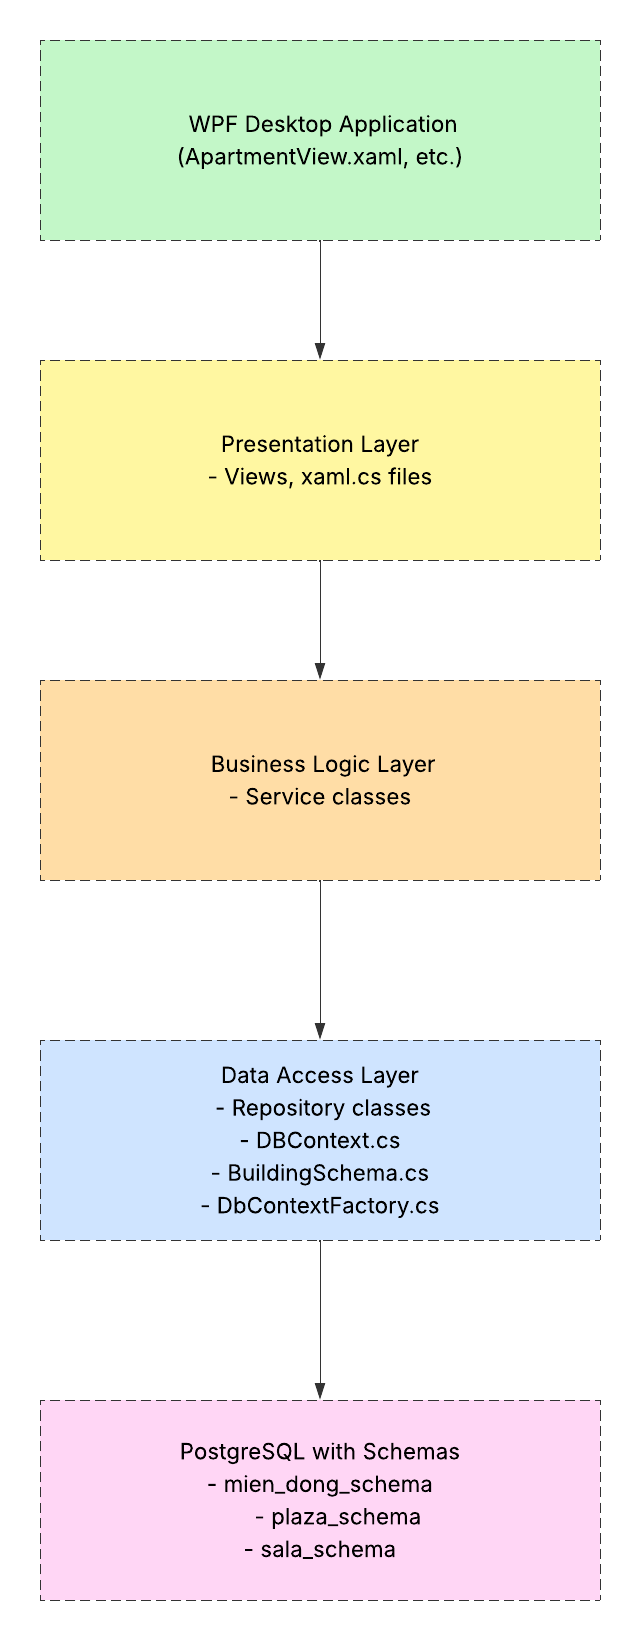 WPF Desktop Application
(ApartmentView.xaml, etc.)
Presentation Layer
- Views, xaml.cs files
Business Logic Layer
- Service classes
Data Access Layer
- Repository classes
- DBContext.cs
- BuildingSchema.cs
- DbContextFactory.cs
PostgreSQL with Schemas
- mien_dong_schema
- plaza_schema
- sala_schema